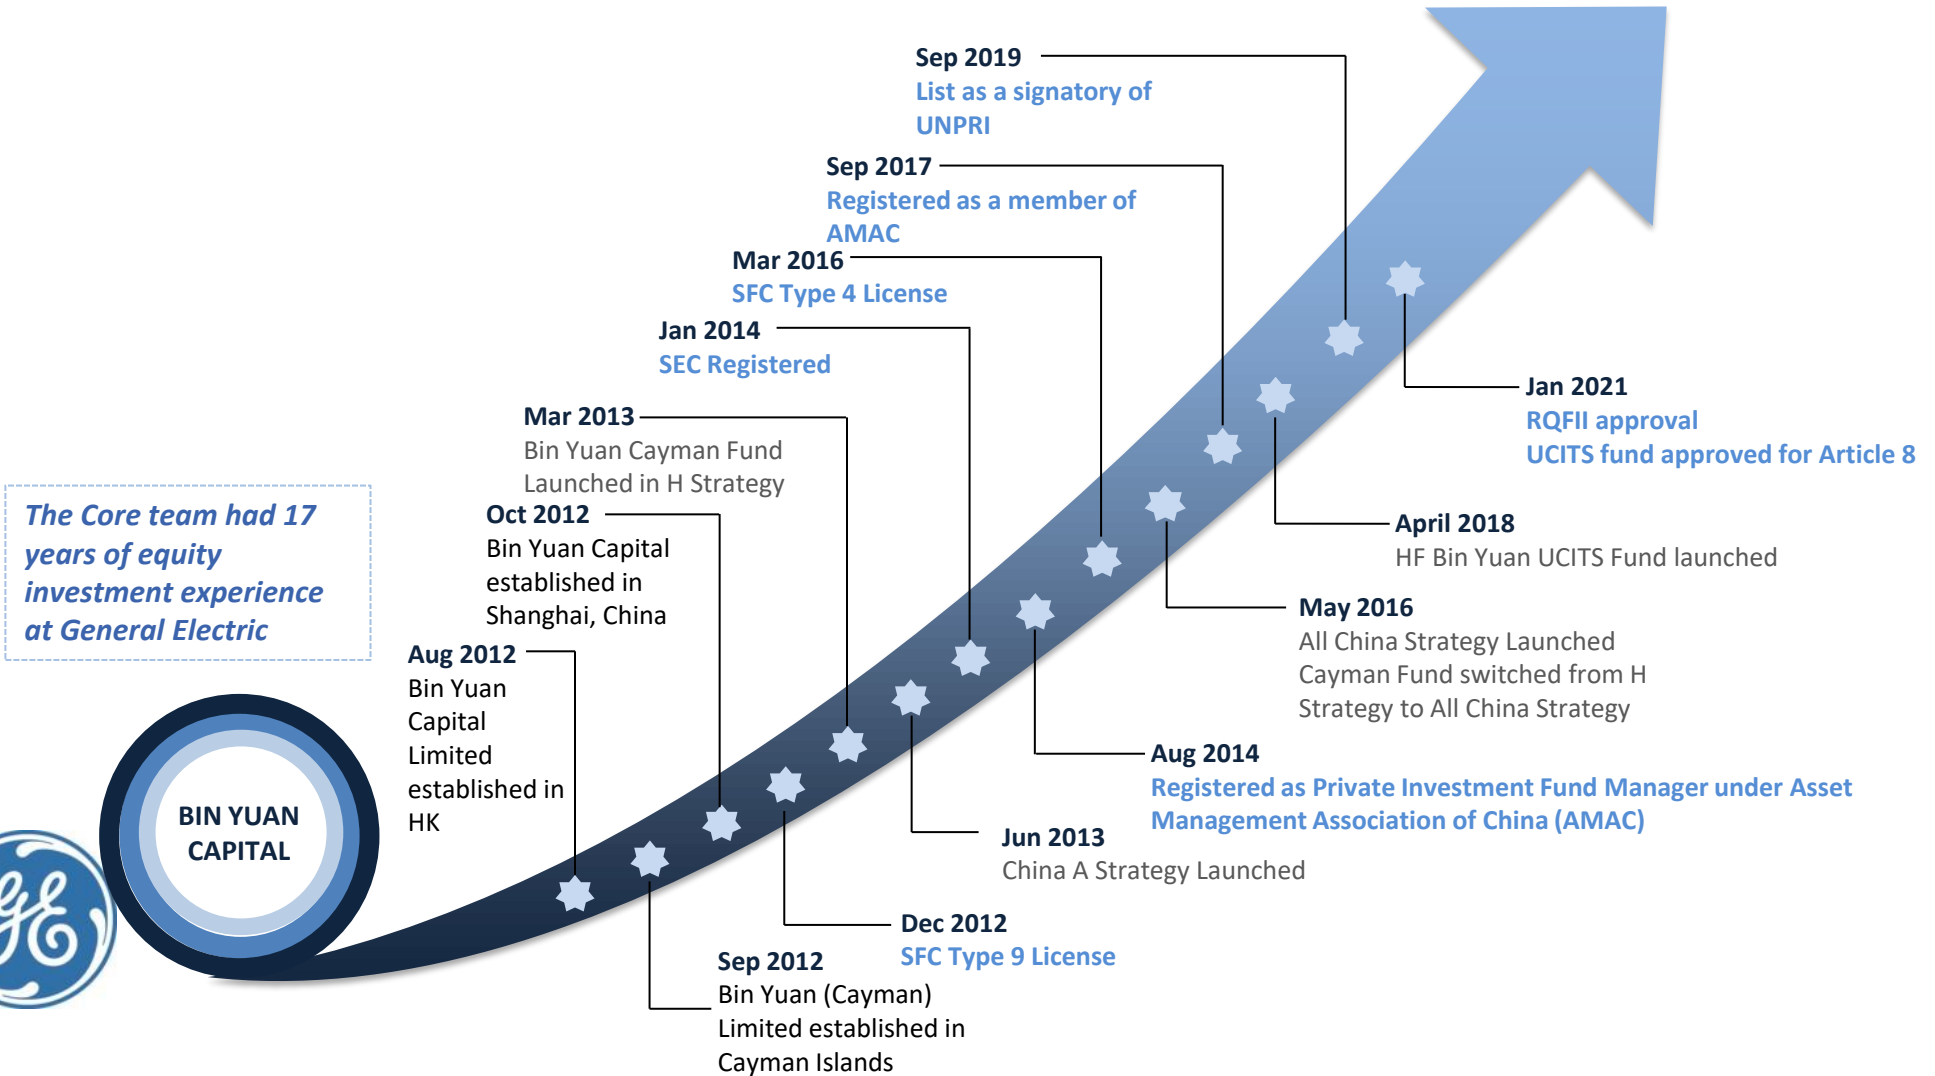 Sep 2019
List as a signatory of
UNPRI
Sep 2017
Registered as a member of
AMAC
Mar 2016
SFC Type 4 License
Jan 2014
SEC Registered
Mar 2013
Bin Yuan Cayman Fund
Launched in H Strategy
Oct 2012
Bin Yuan Capital
established in
Shanghai, China
Aug 2012
Bin Yuan
Capital
Limited
established in
HK
The Core team had 17
years of equity
investment experience
at General Electric
BIN YUAN
CAPITAL
GE
Jan 2021
RQFII approval
UCITS fund approved for Article 8
April 2018
HF Bin Yuan UCITS Fund launched
May 2016
All China Strategy Launched
Cayman Fund switched from H
Strategy to All China Strategy
Aug 2014
Registered as Private Investment Fund Manager under Asset
Management Association of China (AMAC)
Jun 2013
China A Strategy Launched
Dec 2012
SFC Type 9 License
Sep 2012
Bin Yuan (Cayman)
Limited established in
Cayman Islands